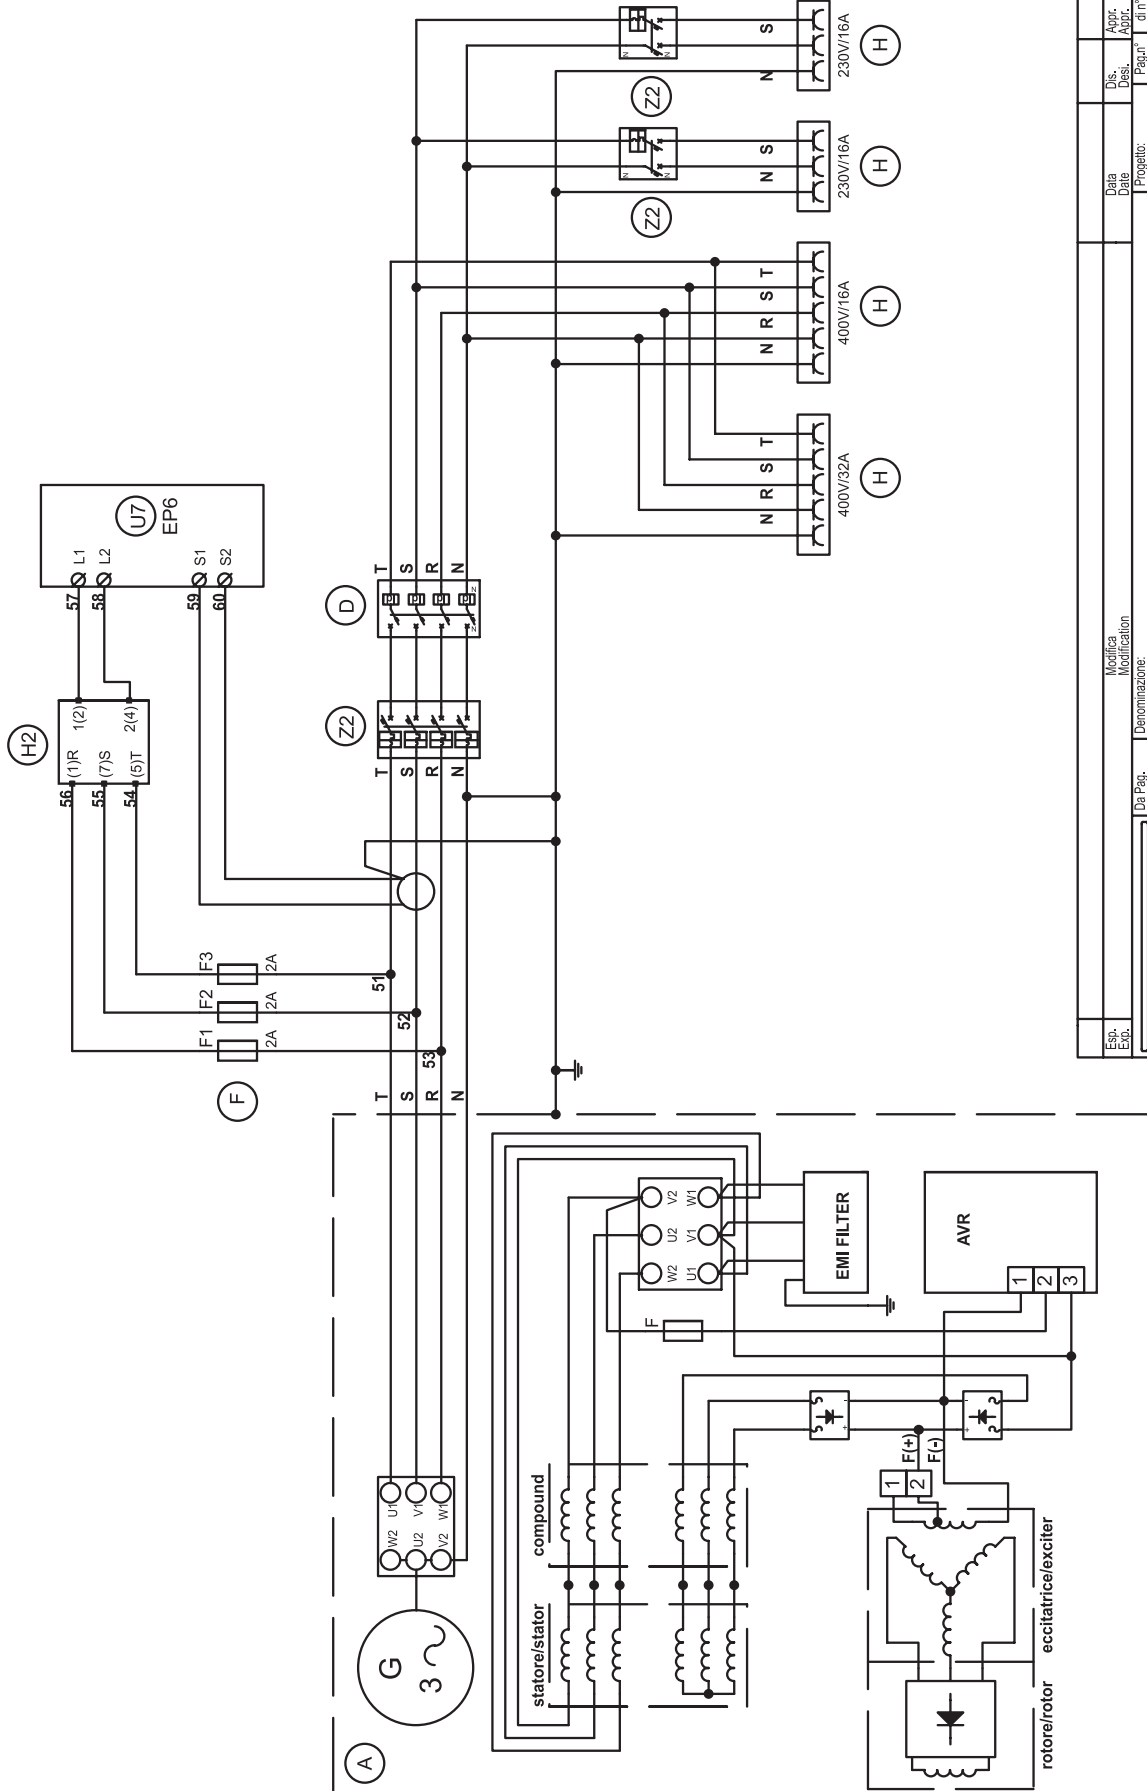 S
N
230V/16A
H
Z2
N
N
S
N
230V/16A
H
Z2
N
N
T
S
R
N
400V/16A
H
T
S
R
N
400V/32A
H
U7
EP6
L1
L2
S1
S2
57
58
59
60
H2
1(2)
2(4)
(1)R
(7)S
(5)T
56
55
54
D
T
S
R
N
N
N
Z2
T
S
R
N
F3
F2
F1
2A
2A
2A
51
52
53
F
T
S
R
N
V2
U2
W2
W1
V1
U1
EMI FILTER
AVR
1
2
3
F
F(+)
F(-)
1
2
-
+
-
+
U1
V1
W1
W2
U2
V2
G
3
A
compound
statore/stator
eccitatrice/exciter
rotore/rotor
Esp.
Exp.
Modifica
Modification
Data
Date
Dis.
Desi.
Appr.
Appr.
Da Pag.
Denominazione:
Progetto:
Pag.n°
di n°